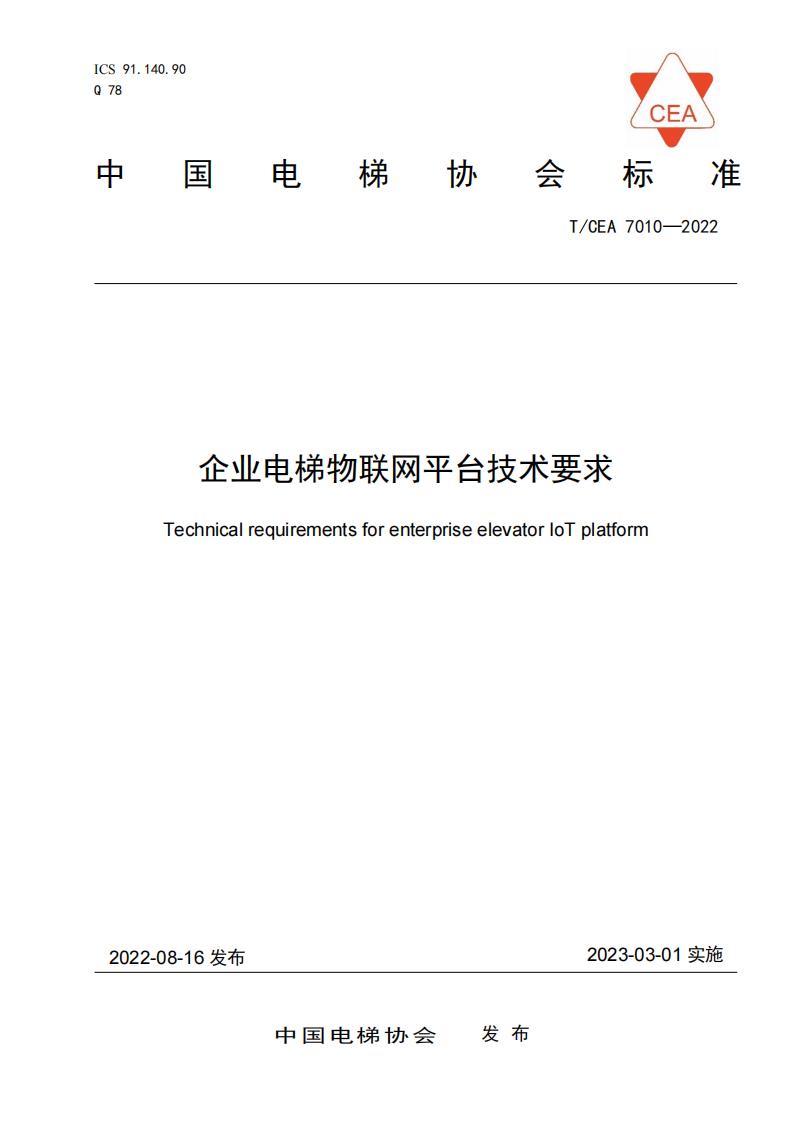 ICS 91.140.90
Q 78
CEA
中国电梯协会标准
T/CEA 7010—2022
企业电梯物联网平台技术要求
Technical requirements for enterprise elevator IoT platform
2022-08-16 发布
2023-03-01 实施
中国电梯协会 发布